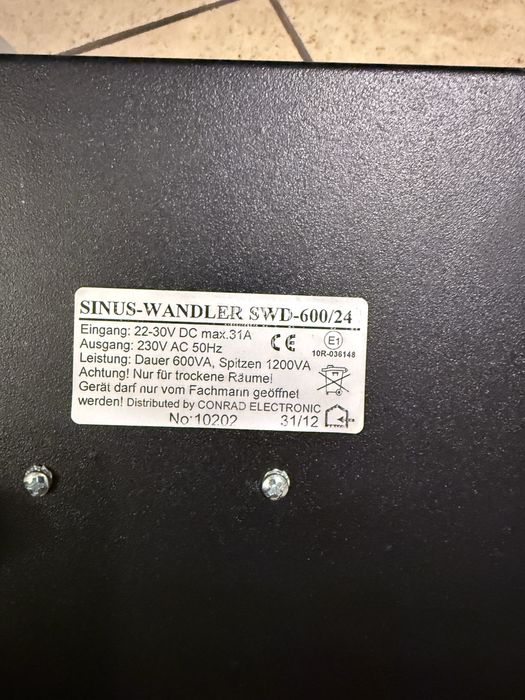 SINUS-WANDLER SWD-600/24
Eingang: 22-30V DC max.31A
Ausgang: 230V AC 50Hz
CE E1
10R-036148
Leistung: Dauer 600VA, Spitzen 1200VA
Achtung! Nur für trockene Räume!
Gerät darf nur vom Fachmann geöffnet
werden! Distributed by CONRAD ELECTRONIC
No:10202 31/12